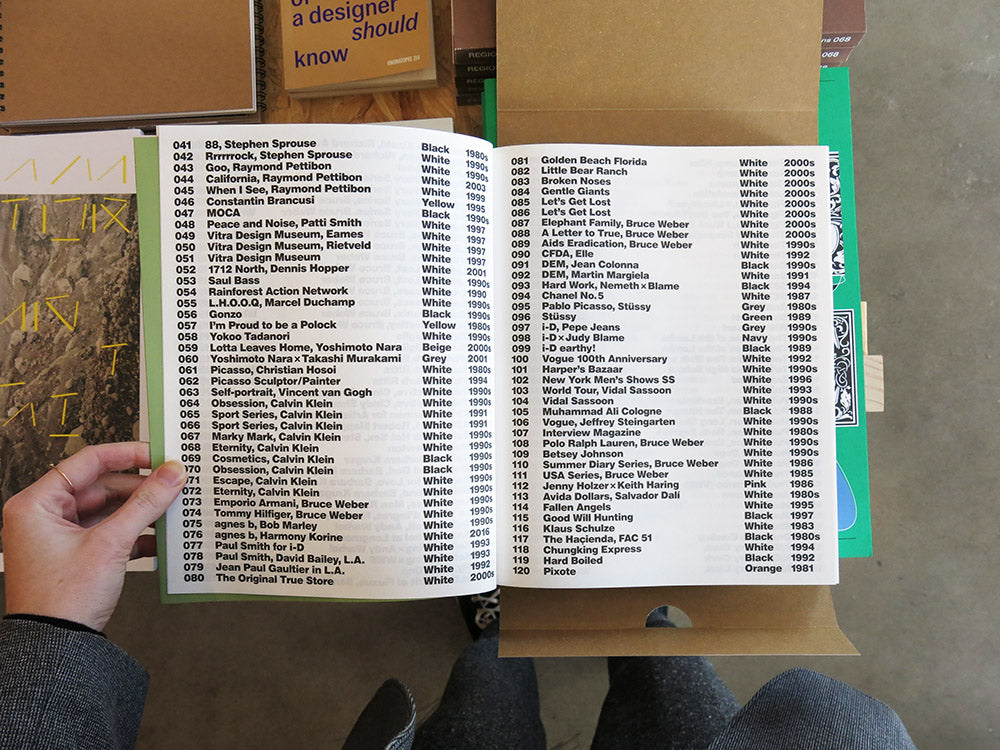 of
a designer
should
know
ONOMATOPEE 214
REGIO
REGIO
REGIO
ns 068
068
041 88, Stephen Sprouse Black 1980s
042 Rrrrrrock, Stephen Sprouse White 1990s
043 Goo, Raymond Pettibon White 1990s
044 California, Raymond Pettibon White 2003
045 When I See, Raymond Pettibon White 1999
046 Constantin Brancusi Yellow 1995
047 MOCA Black 1990s
048 Peace and Noise, Patti Smith White 1997
049 Vitra Design Museum, Eames White 1997
050 Vitra Design Museum, Rietveld White 1997
051 Vitra Design Museum White 1997
052 1712 North, Dennis Hopper White 2001
053 Saul Bass White 1990s
054 Rainforest Action Network White 1990
055 L.H.O.O.Q, Marcel Duchamp White 1990s
056 Gonzo Black 1990s
057 I'm Proud to be a Polock Yellow 1980s
058 Yokoo Tadanori White 1990s
059 Lotta Leaves Home, Yoshimoto Nara Beige 2000s
060 Yoshimoto Nara × Takashi Murakami Grey 2001
061 Picasso, Christian Hosoi White 1980s
062 Picasso Sculptor/Painter White 1994
063 Self-portrait, Vincent van Gogh White 1990s
064 Obsession, Calvin Klein White 1990s
065 Sport Series, Calvin Klein White 1991
066 Sport Series, Calvin Klein White 1991
067 Marky Mark, Calvin Klein White 1990s
068 Eternity, Calvin Klein White 1990s
069 Cosmetics, Calvin Klein Black 1990s
070 Obsession, Calvin Klein Black 1990s
071 Escape, Calvin Klein White 1990s
072 Eternity, Calvin Klein White 1990s
073 Emporio Armani, Bruce Weber White 1990s
074 Tommy Hilfiger, Bruce Weber White 1990s
075 agnes b, Bob Marley White 1990s
076 agnes b, Harmony Korine White 2016
077 Paul Smith for i-D White 1993
078 Paul Smith, David Bailey, L.A. White 1993
079 Jean Paul Gaultier in L.A. White 1992
080 The Original True Store White 2000s
081 Golden Beach Florida White 2000s
082 Little Bear Ranch White 2000s
083 Broken Noses White 2000s
084 Gentle Giants White 2000s
085 Let's Get Lost White 2000s
086 Let's Get Lost White 2000s
087 Elephant Family, Bruce Weber White 2000s
088 A Letter to True, Bruce Weber White 2000s
089 Aids Eradication, Bruce Weber White 1990s
090 CFDA, Elle White 1992
091 DEM, Jean Colonna Black 1990s
092 DEM, Martin Margiela White 1991
093 Hard Work, Nemeth × Blame Black 1994
094 Chanel No.5 White 1987
095 Pablo Picasso, Stüssy Grey 1980s
096 Stüssy Green 1989
097 i-D, Pepe Jeans Grey 1990s
098 i-D × Judy Blame Navy 1990s
099 i-D earthy! Black 1989
100 Vogue 100th Anniversary White 1992
101 Harper's Bazaar White 1990s
102 New York Men's Shows SS White 1996
103 World Tour, Vidal Sassoon White 1993
104 Vidal Sassoon White 1990s
105 Muhammad Ali Cologne Black 1988
106 Vogue, Jeffrey Steingarten White 1990s
107 Interview Magazine White 1980s
108 Polo Ralph Lauren, Bruce Weber White 1990s
109 Betsey Johnson White 1990s
110 Summer Diary Series, Bruce Weber White 1986
111 USA Series, Bruce Weber White 1985
112 Jenny Holzer × Keith Haring Pink 1986
113 Avida Dollars, Salvador Dalí White 1980s
114 Fallen Angels White 1995
115 Good Will Hunting Black 1997
116 Klaus Schulze White 1983
117 The Haçienda, FAC 51 Black 1980s
118 Chungking Express White 1994
119 Hard Boiled Black 1992
120 Pixote Orange 1981